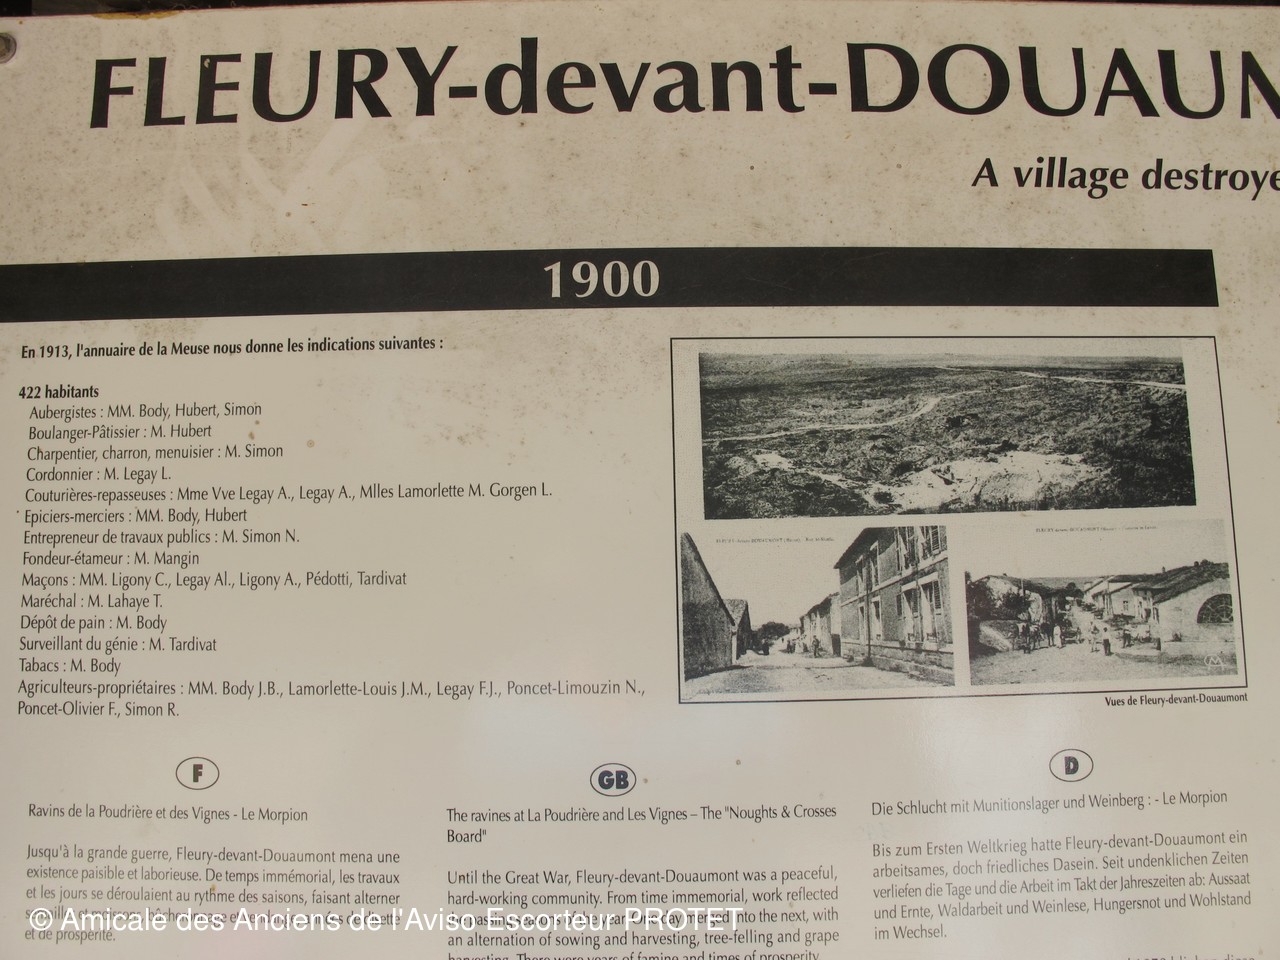 FLEURY-devant-DOUAUM
A village destroye
1900
En 1913, l'annuaire de la Meuse nous donne les indications suivantes :
422 habitants
Aubergistes : MM. Body, Hubert, Simon
Boulanger-Pâtissier : M. Hubert
Charpentier, charron, menuisier : M. Simon
Cordonnier : M. Legay L.
Couturières-repasseuses : Mme Vve Legay A., Legay A., Mlles Lamorlette M. Gorgen L.
Epiciers-merciers : MM. Body, Hubert
Entrepreneur de travaux publics : M. Simon N.
Fondeur-étameur : M. Mangin
Maçons : MM. Ligony C., Legay Al., Ligony A., Pédotti, Tardivat
Maréchal : M. Lahaye T.
Dépôt de pain : M. Body
Surveillant du génie : M. Tardivat
Tabacs : M. Body
Agriculteurs-propriétaires : MM. Body J.B., Lamorlette-Louis J.M., Legay F.J., Poncet-Limouzin N.,
Poncet-Olivier F., Simon R.
Vues de Fleury-devant-Douaumont
F
Ravins de la Poudrière et des Vignes - Le Morpion
Jusqu'à la grande guerre, Fleury-devant-Douaumont mena une
existence paisible et laborieuse. De temps immémorial, les travaux
et les jours se déroulaient au rythme des saisons, faisant alterner
et de prospérité.
GB
The ravines at La Poudrière and Les Vignes – The "Noughts & Crosses
Board"
Until the Great War, Fleury-devant-Douaumont was a peaceful,
hard-working community. From time immemorial, work reflected
into the next, with
an alternation of sowing and harvesting, tree-felling and grape
harvesting. There were years of famine and times of prosperity.
D
Die Schlucht mit Munitionslager und Weinberg : - Le Morpion
Bis zum Ersten Weltkrieg hatte Fleury-devant-Douaumont ein
arbeitsames, doch friedliches Dasein. Seit undenklichen Zeiten
verliefen die Tage und die Arbeit im Takt der Jahreszeiten ab: Aussaat
und Ernte, Waldarbeit und Weinlese, Hungersnot und Wohlstand
im Wechsel.
© Amicale des Anciens de l'Aviso Escorteur PROTET